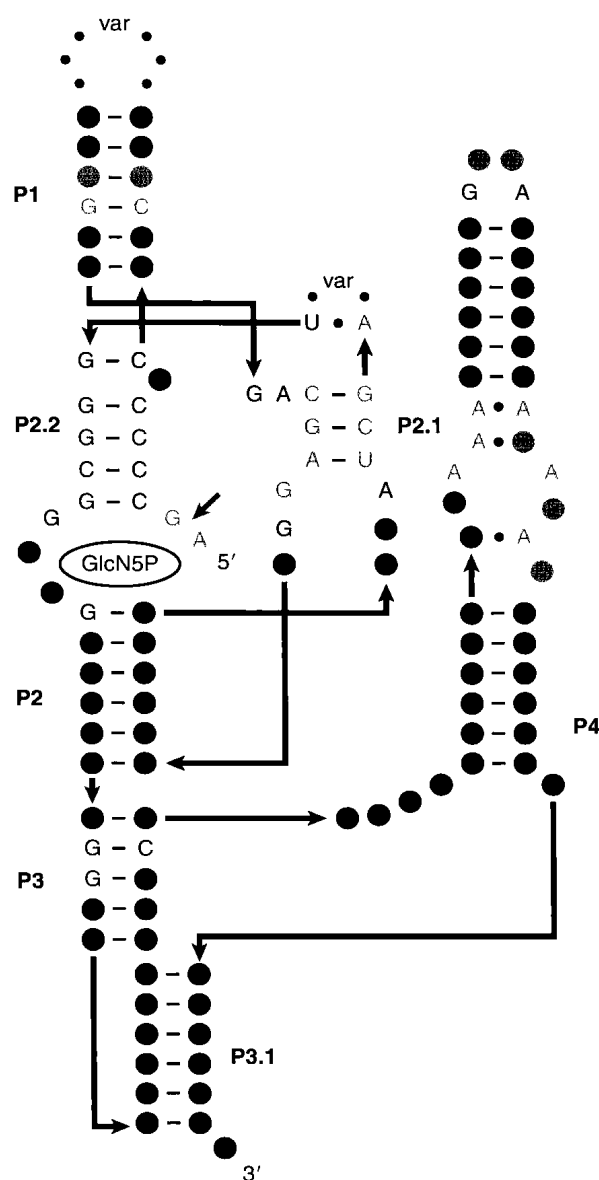 var
P1
G – C
G A
var
U • A
G – C
P2.2
G A C – G
G – C
G – C
G – C
A – U
P2.1
C – C
G – C
G
G
A
5′
G
G
A
A • A
A •
A
A
• A
GlcN5P
G –
P2
P4
G – C
G
P3
P3.1
3′